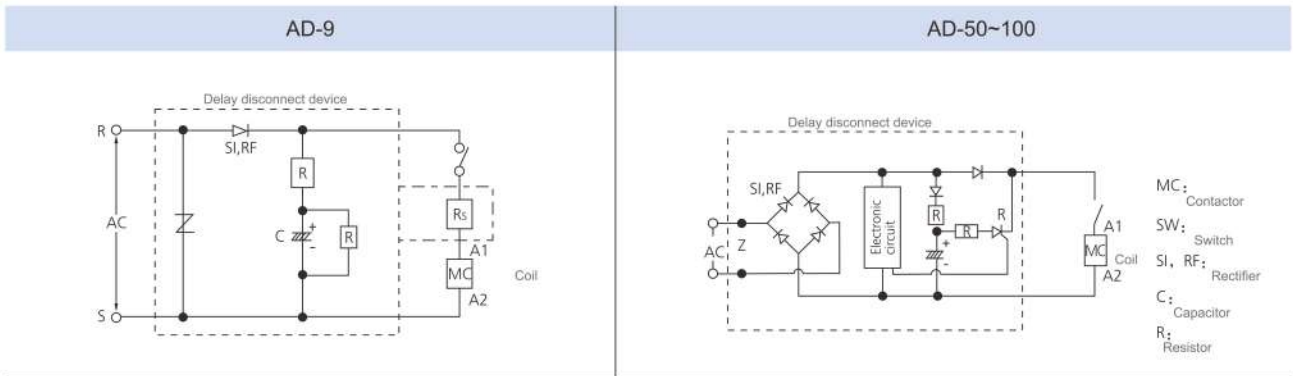 AD-9
AD-50~100
Delay disconnect device
R
SI,RF
R
AC
C
+
-
R
Rs
A1
MC
Coil
A2
S
Delay disconnect device
SI,RF
AC
Z
Electronic
circuit
R
R
R
+
-
A1
MC
Coil
A2
MC:
Contactor
SW:
Switch
SI, RF:
Rectifier
C:
Capacitor
R:
Resistor